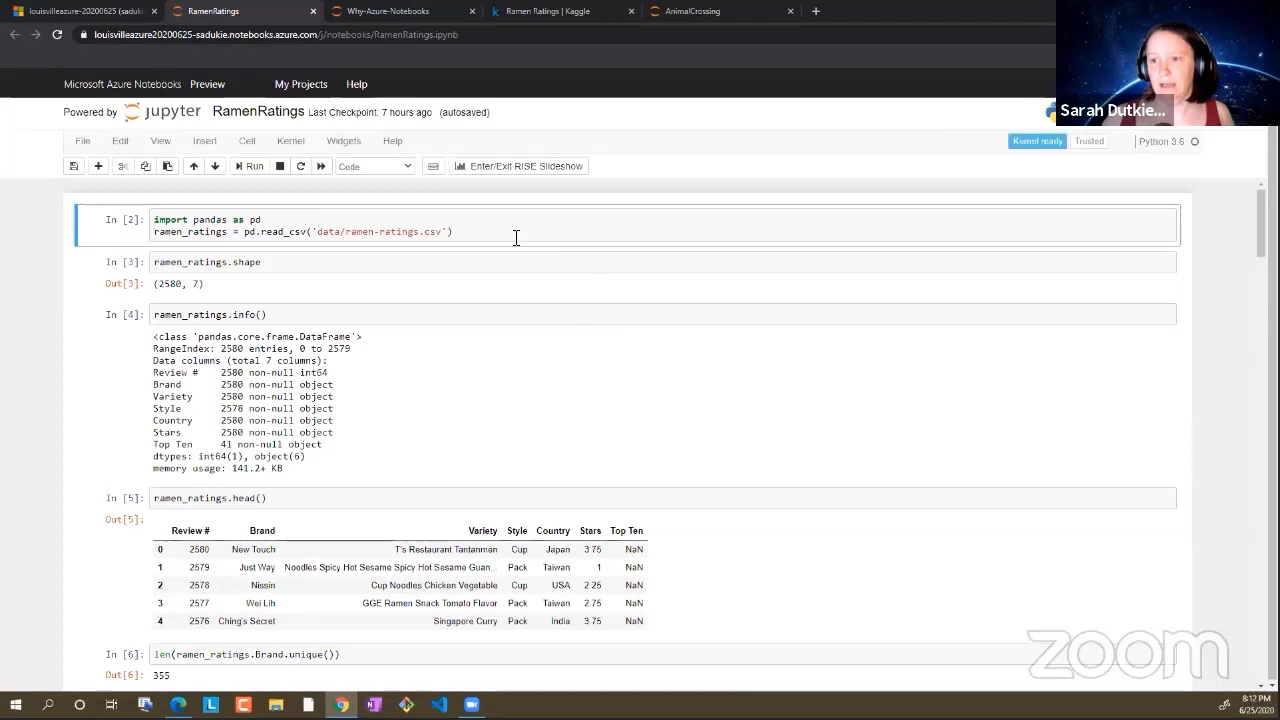 louisvilleazure20200625 (saduki
RamenRatings
Why-Azure-Notebooks
Ramen Ratings | Kaggle
AnimalCrossing
louisvilleazure20200625-sadukie.notebooks.azure.com/j/notebooks/RamenRatings.ipynb
Microsoft Azure Notebooks Preview My Projects Help
Powered by jupyter RamenRatings Last Checkpoint: 7 hours ago (autosaved)
Sarah Dutkie...
File Edit View Insert Cell Kernel Widgets Help
Kernel ready Trusted Python 3.6
Run Code Enter/Exit RISE Slideshow
In [2]: import pandas as pd
ramen_ratings = pd.read_csv('data/ramen-ratings.csv')
In [3]: ramen_ratings.shape
Out[3]: (2580, 7)
In [4]: ramen_ratings.info()
<class 'pandas.core.frame.DataFrame'>
RangeIndex: 2580 entries, 0 to 2579
Data columns (total 7 columns):
Review # 2580 non-null int64
Brand 2580 non-null object
Variety 2580 non-null object
Style 2578 non-null object
Country 2580 non-null object
Stars 2580 non-null object
Top Ten 41 non-null object
dtypes: int64(1), object(6)
memory usage: 141.2+ KB
In [5]: ramen_ratings.head()
Out[5]:
Review # Brand Variety Style Country Stars Top Ten
0 2580 New Touch T's Restaurant Tantanmen Cup Japan 3.75 NaN
1 2579 Just Way Noodles Spicy Hot Sesame Spicy Hot Sesame Guan... Pack Taiwan 1 NaN
2 2578 Nissin Cup Noodles Chicken Vegetable Cup USA 2.25 NaN
3 2577 Wei Lih GGE Ramen Snack Tomato Flavor Pack Taiwan 2.75 NaN
4 2576 Ching's Secret Singapore Curry Pack India 3.75 NaN
In [6]: len(ramen_ratings.Brand.unique())
Out[6]: 355
zoom
8:12 PM
6/25/2020